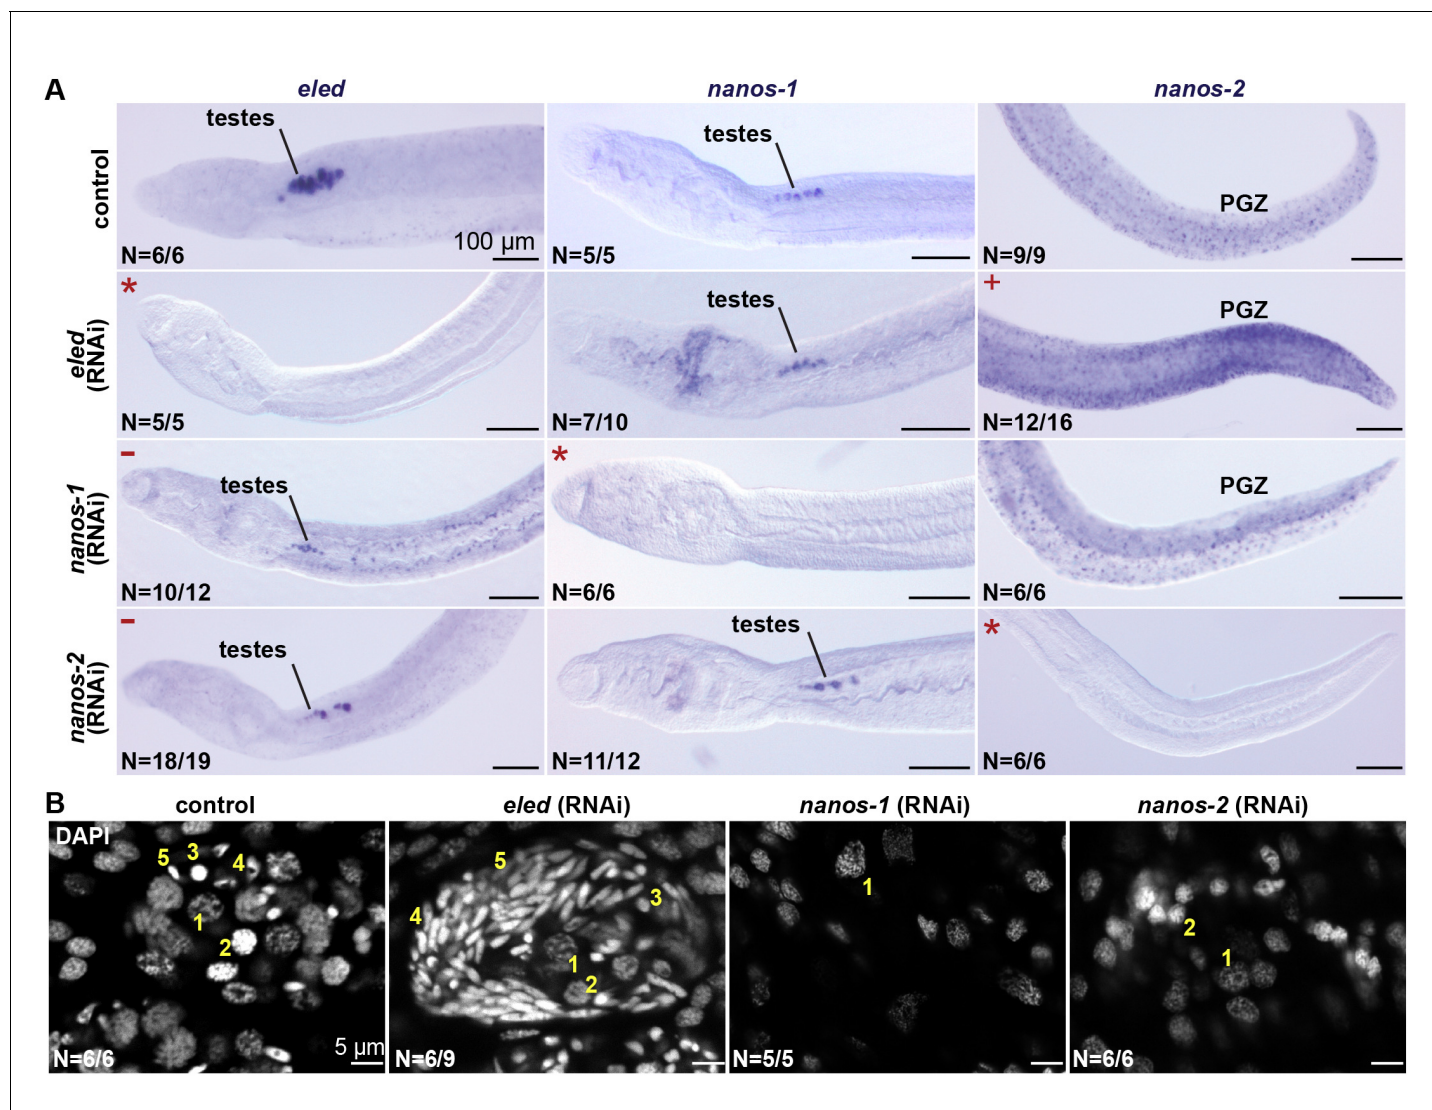 A
eled nanos-1 nanos-2
control
testes
100 µm
N=6/6
testes
N=5/5
PGZ
N=9/9
eled
(RNAi)
*
N=5/5
testes
N=7/10
+
PGZ
N=12/16
nanos-1
(RNAi)
–
testes
N=10/12
*
N=6/6
PGZ
N=6/6
nanos-2
(RNAi)
–
testes
N=18/19
testes
N=11/12
*
N=6/6
B
control eled (RNAi) nanos-1 (RNAi) nanos-2 (RNAi)
DAPI
5 3 4
1
2
5 µm
N=6/6
5
3
4
1
2
N=6/9
1
N=5/5
2
1
N=6/6